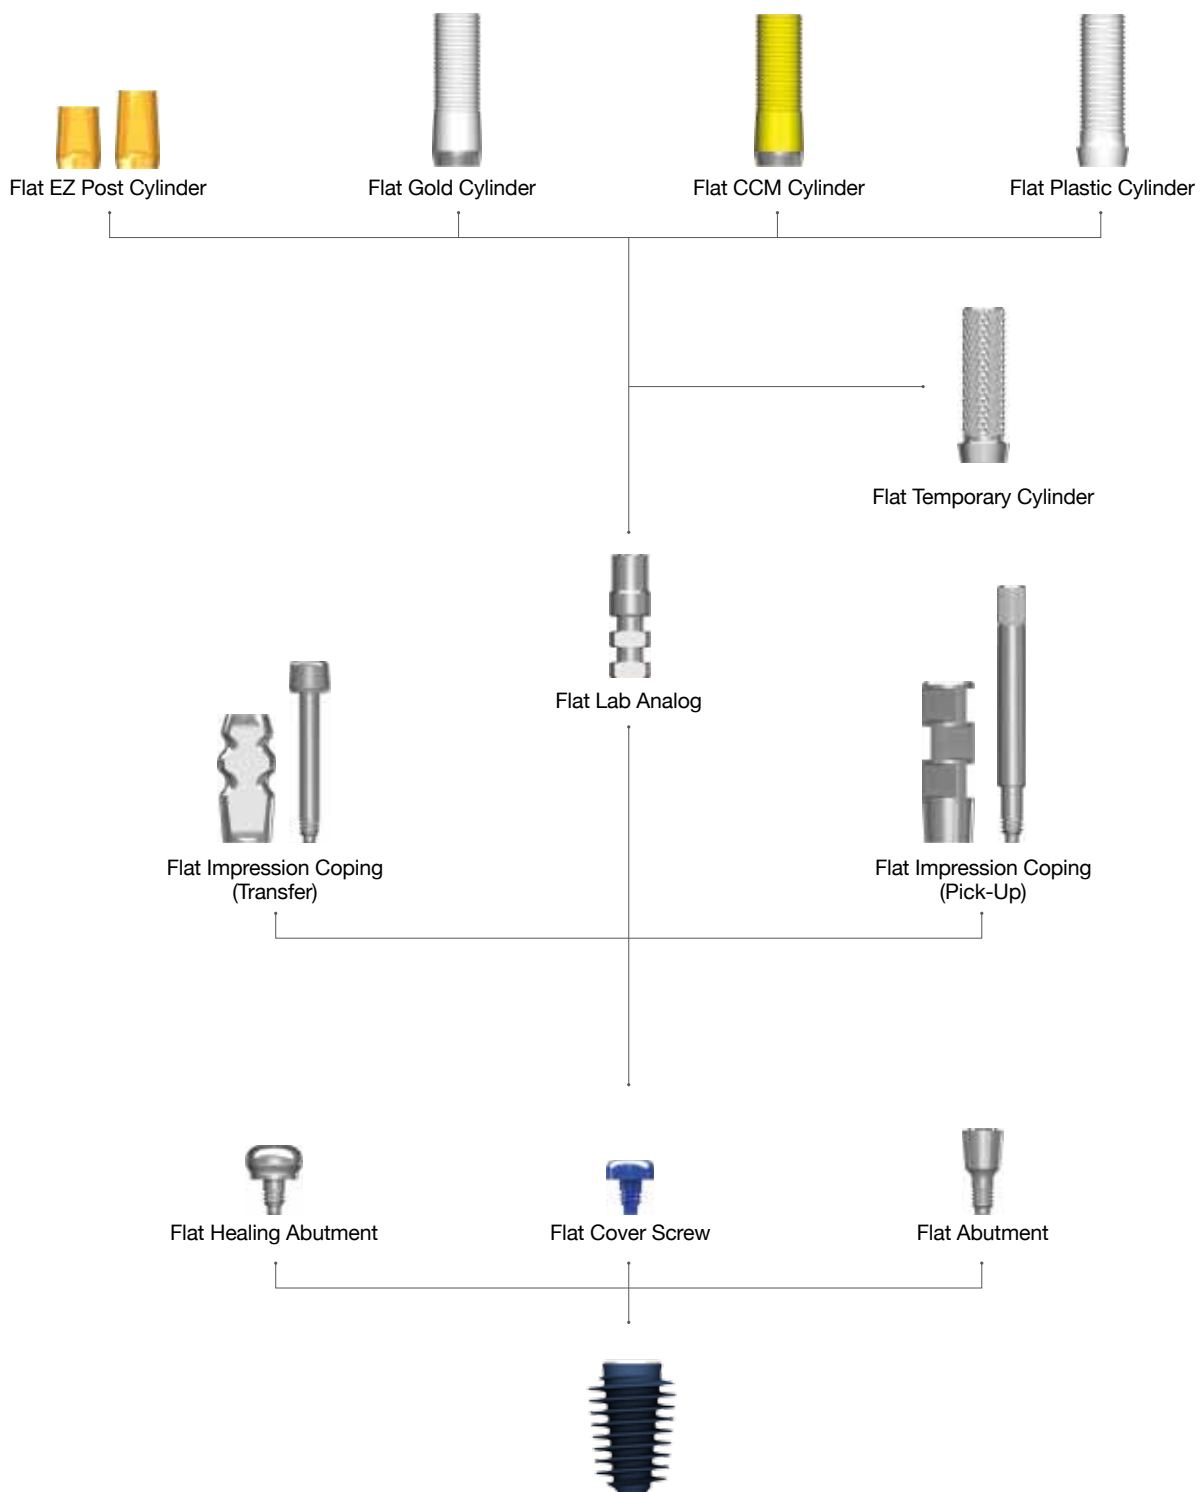 Flat EZ Post Cylinder
Flat Gold Cylinder
Flat CCM Cylinder
Flat Plastic Cylinder
Flat Temporary Cylinder
Flat Lab Analog
Flat Impression Coping
(Transfer)
Flat Impression Coping
(Pick-Up)
Flat Healing Abutment
Flat Cover Screw
Flat Abutment